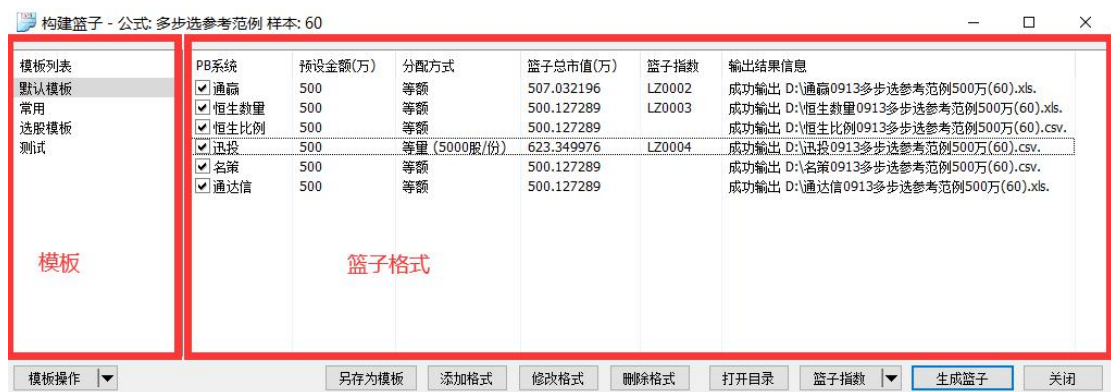 构建篮子 - 公式: 多步选参考范例 样本: 60
模板列表
默认模板
常用
选股模板
测试
模板
PB系统 预设金额(万) 分配方式 篮子总市值(万) 篮子指数 输出结果信息
通赢 500 等额 507.032196 LZ0002 成功输出 D:\通赢0913多步选参考范例500万(60).xls.
恒生数量 500 等额 500.127289 LZ0003 成功输出 D:\恒生数量0913多步选参考范例500万(60).xls.
恒生比例 500 等额 500.127289 成功输出 D:\恒生比例0913多步选参考范例500万(60).csv.
迅投 500 等量 (5000股/份) 623.349976 LZ0004 成功输出 D:\迅投0913多步选参考范例500万(60).csv.
名策 500 等额 500.127289 成功输出 D:\名策0913多步选参考范例500万(60).csv.
通达信 500 等额 500.127289 成功输出 D:\通达信0913多步选参考范例500万(60).xls.
篮子格式
模板操作 另存为模板 添加格式 修改格式 删除格式 打开目录 篮子指数 生成篮子 关闭